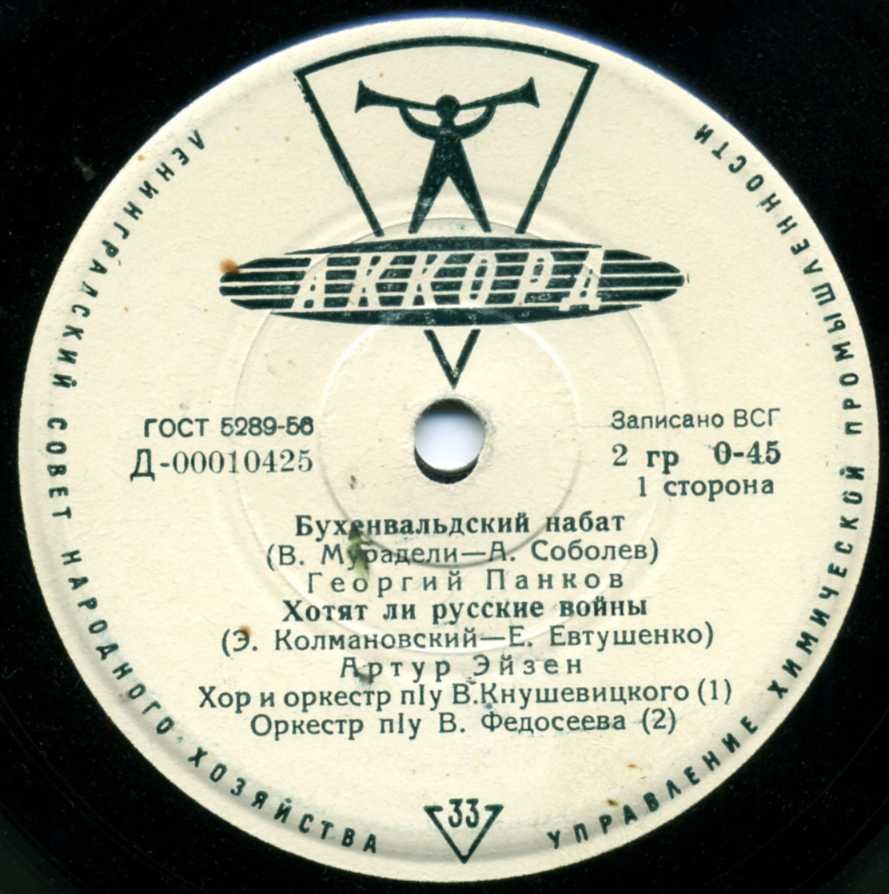 АККОРД
ЛЕНИНГРАДСКИЙ СОВЕТ НАРОДНОГО ХОЗЯЙСТВА
УПРАВЛЕНИЕ ХИМИЧЕСКОЙ ПРОМЫШЛЕННОСТИ
ГОСТ 5289-56
Д-00010425
Записано ВСГ
2 гр 0-45
1 сторона
Бухенвальдский набат
(В. Мурадели—А. Соболев)
Георгий Панков
Хотят ли русские войны
(Э. Колмановский—Е. Евтушенко)
Артур Эйзен
Хор и оркестр п/у В.Кнушевицкого (1)
Оркестр п/у В. Федосеева (2)
33